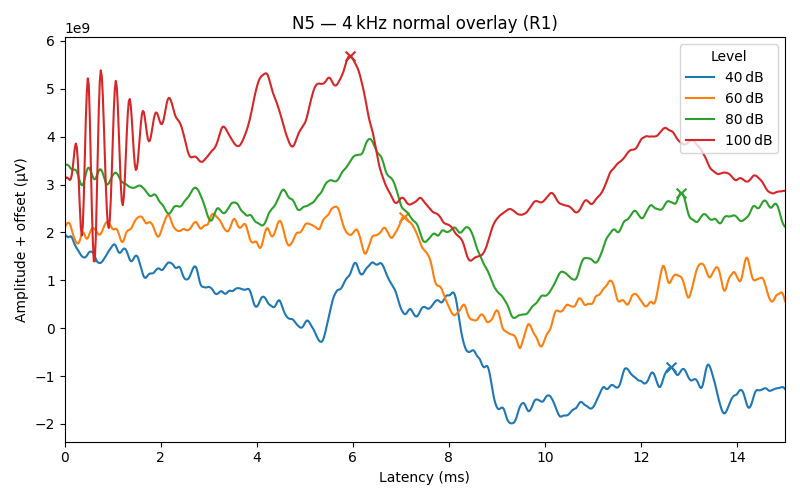 N5 — 4 kHz normal overlay (R1)
1e9
Level
40 dB
60 dB
80 dB
100 dB
6
5
4
3
2
1
0
−1
−2
Amplitude + offset (µV)
0 2 4 6 8 10 12 14
Latency (ms)